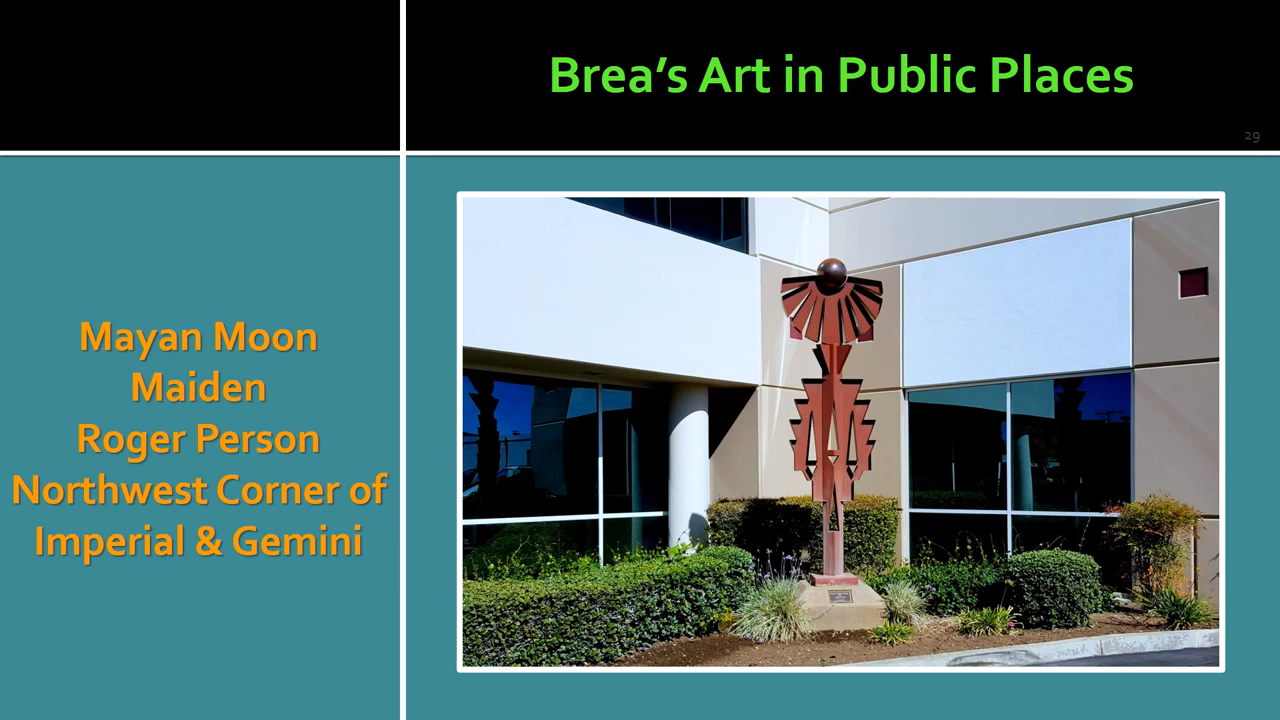 Brea’s Art in Public Places
29
Mayan Moon
Maiden
Roger Person
Northwest Corner of
Imperial & Gemini